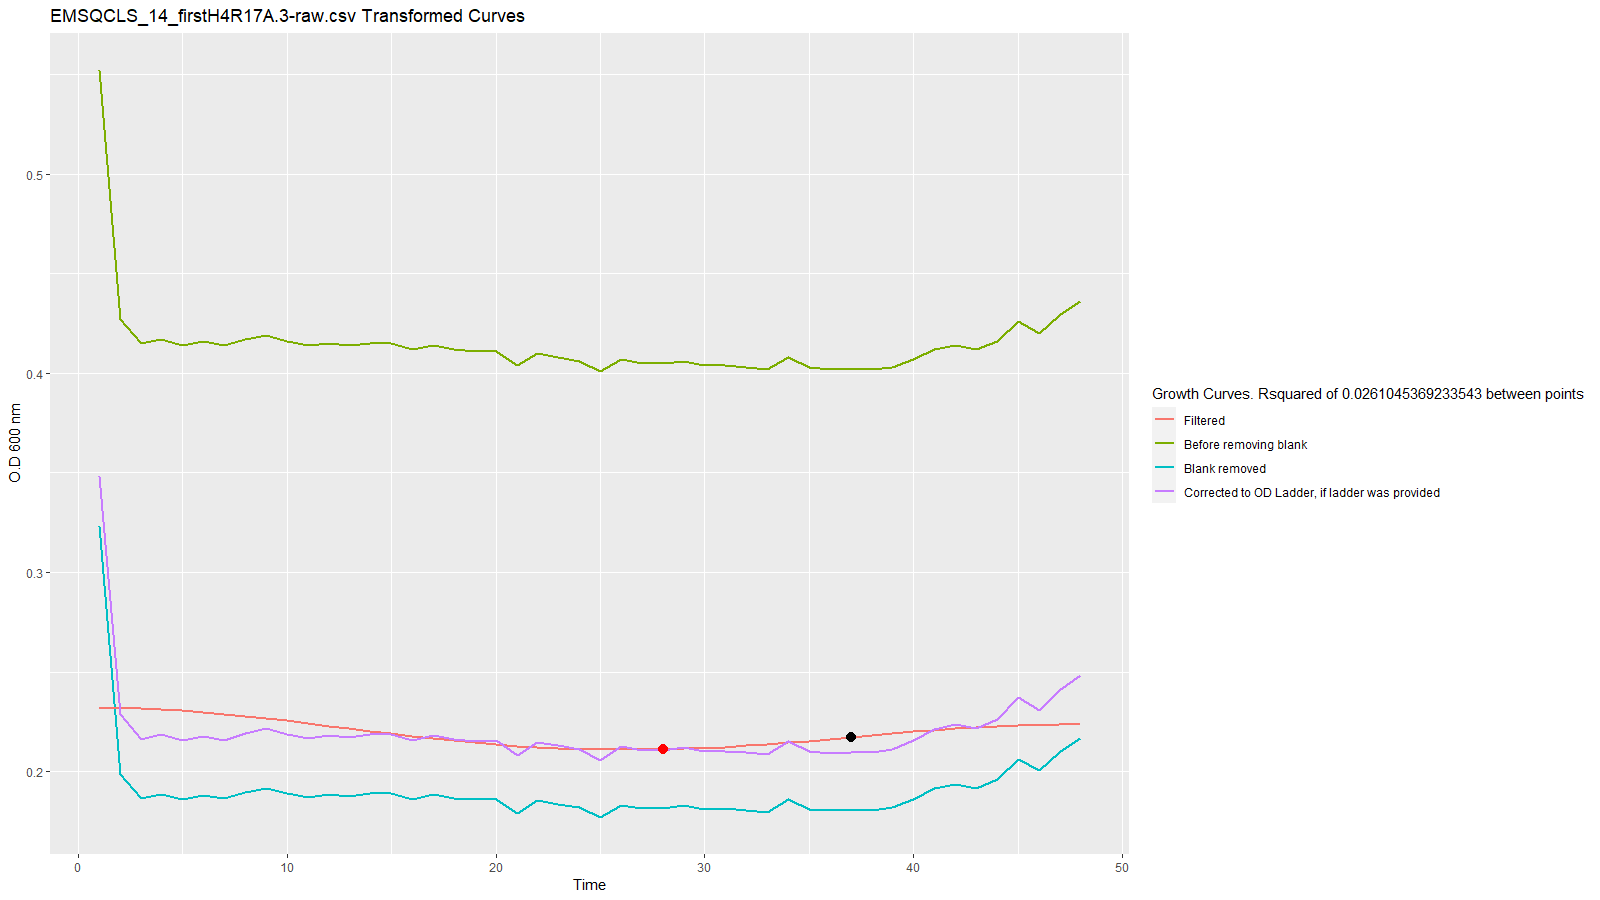 EMSQCLS_14_firstH4R17A.3-raw.csv Transformed Curves
O.D 600 nm
0.5
0.4
0.3
0.2
0
10
20
30
40
50
Time
Growth Curves. Rsquared of 0.0261045369233543 between points
Filtered
Before removing blank
Blank removed
Corrected to OD Ladder, if ladder was provided